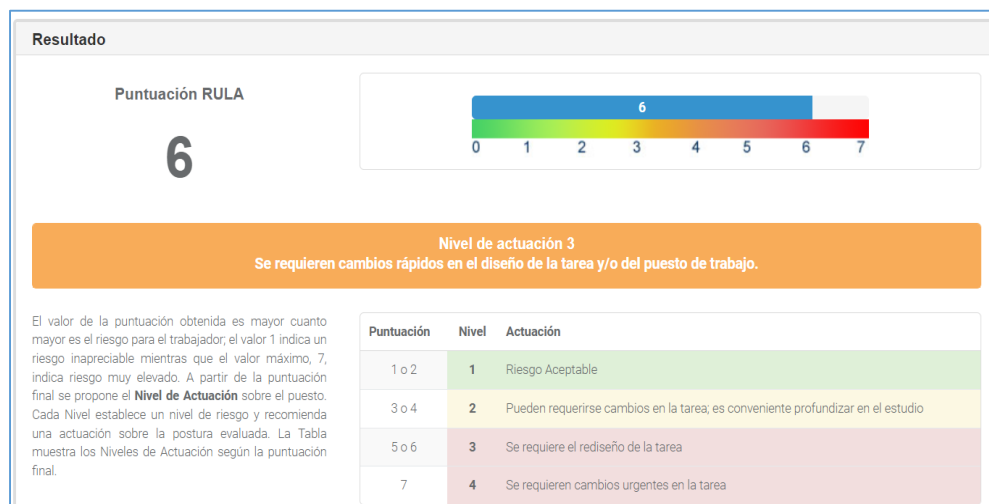 Resultado
Puntuación RULA
6
6
0 1 2 3 4 5 6 7
Nivel de actuación 3
Se requieren cambios rápidos en el diseño de la tarea y/o del puesto de trabajo.
El valor de la puntuación obtenida es mayor cuanto
mayor es el riesgo para el trabajador; el valor 1 indica un
riesgo inapreciable mientras que el valor máximo, 7,
indica riesgo muy elevado. A partir de la puntuación
final se propone el Nivel de Actuación sobre el puesto.
Cada Nivel establece un nivel de riesgo y recomienda
una actuación sobre la postura evaluada. La Tabla
muestra los Niveles de Actuación según la puntuación
final.
Puntuación Nivel Actuación
1 o 2 1 Riesgo Aceptable
3 o 4 2 Pueden requerirse cambios en la tarea; es conveniente profundizar en el estudio
5 o 6 3 Se requiere el rediseño de la tarea
7 4 Se requieren cambios urgentes en la tarea